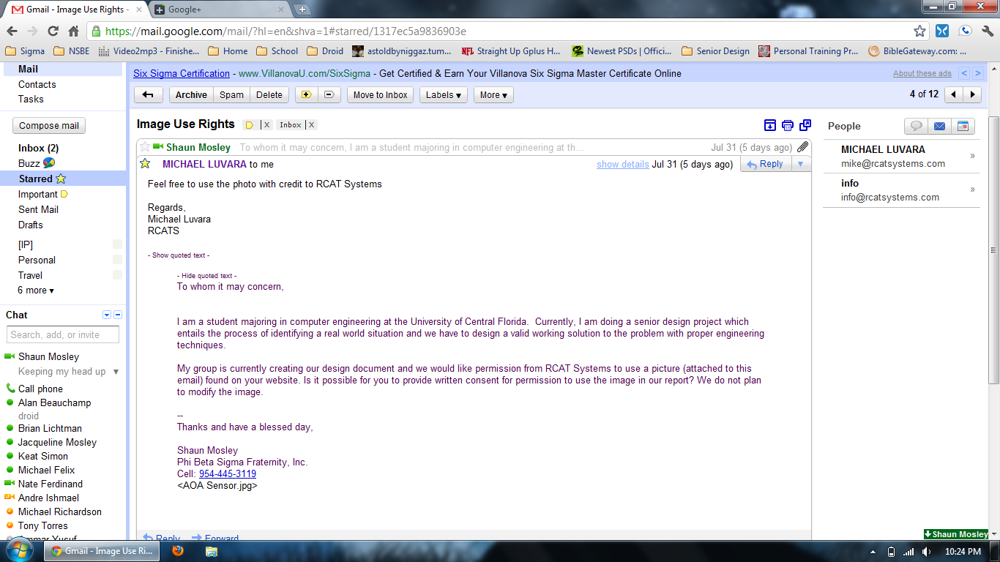 Gmail - Image Use Rights -
Google+
https://mail.google.com/mail/?hl=en&shva=1#starred/1317ec5a9836903e
Sigma NSBE Video2mp3 - Finishe... Home School Droid astoldbyniggaz.tum... NFL Straight Up Gplus H... Newest PSDs | Offici... Senior Design Personal Training Pr... BibleGateway.com: ...
Mail
Contacts
Tasks
Compose mail
Inbox (2)
Buzz
Starred
Important
Sent Mail
Drafts
[IP]
Personal
Travel
6 more ▾
Chat
Search, add, or invite
Shaun Mosley
Keeping my head up
Call phone
Alan Beauchamp
droid
Brian Lichtman
Jacqueline Mosley
Keat Simon
Michael Felix
Nate Ferdinand
Andre Ishmael
Michael Richardson
Tony Torres
Ammar Yusuf
Six Sigma Certification - www.VillanovaU.com/SixSigma - Get Certified & Earn Your Villanova Six Sigma Master Certificate Online
About these ads < >
Archive Spam Delete Move to Inbox Labels ▾ More ▾
4 of 12
Image Use Rights | X Inbox | X
Shaun Mosley To whom it may concern, I am a student majoring in computer engineering at th... Jul 31 (5 days ago)
MICHAEL LUVARA to me show details Jul 31 (5 days ago) Reply
Feel free to use the photo with credit to RCAT Systems
Regards,
Michael Luvara
RCATS
- Show quoted text -
- Hide quoted text -
To whom it may concern,
I am a student majoring in computer engineering at the University of Central Florida. Currently, I am doing a senior design project which
entails the process of identifying a real world situation and we have to design a valid working solution to the problem with proper engineering
techniques.
My group is currently creating our design document and we would like permission from RCAT Systems to use a picture (attached to this
email) found on your website. Is it possible for you to provide written consent for permission to use the image in our report? We do not plan
to modify the image.
--
Thanks and have a blessed day,
Shaun Mosley
Phi Beta Sigma Fraternity, Inc.
Cell: 954-445-3119
<AOA Sensor.jpg>
Reply Forward
People
MICHAEL LUVARA »
mike@rcatsystems.com
info »
info@rcatsystems.com
Shaun Mosley
Gmail - Image Use Ri...
10:24 PM